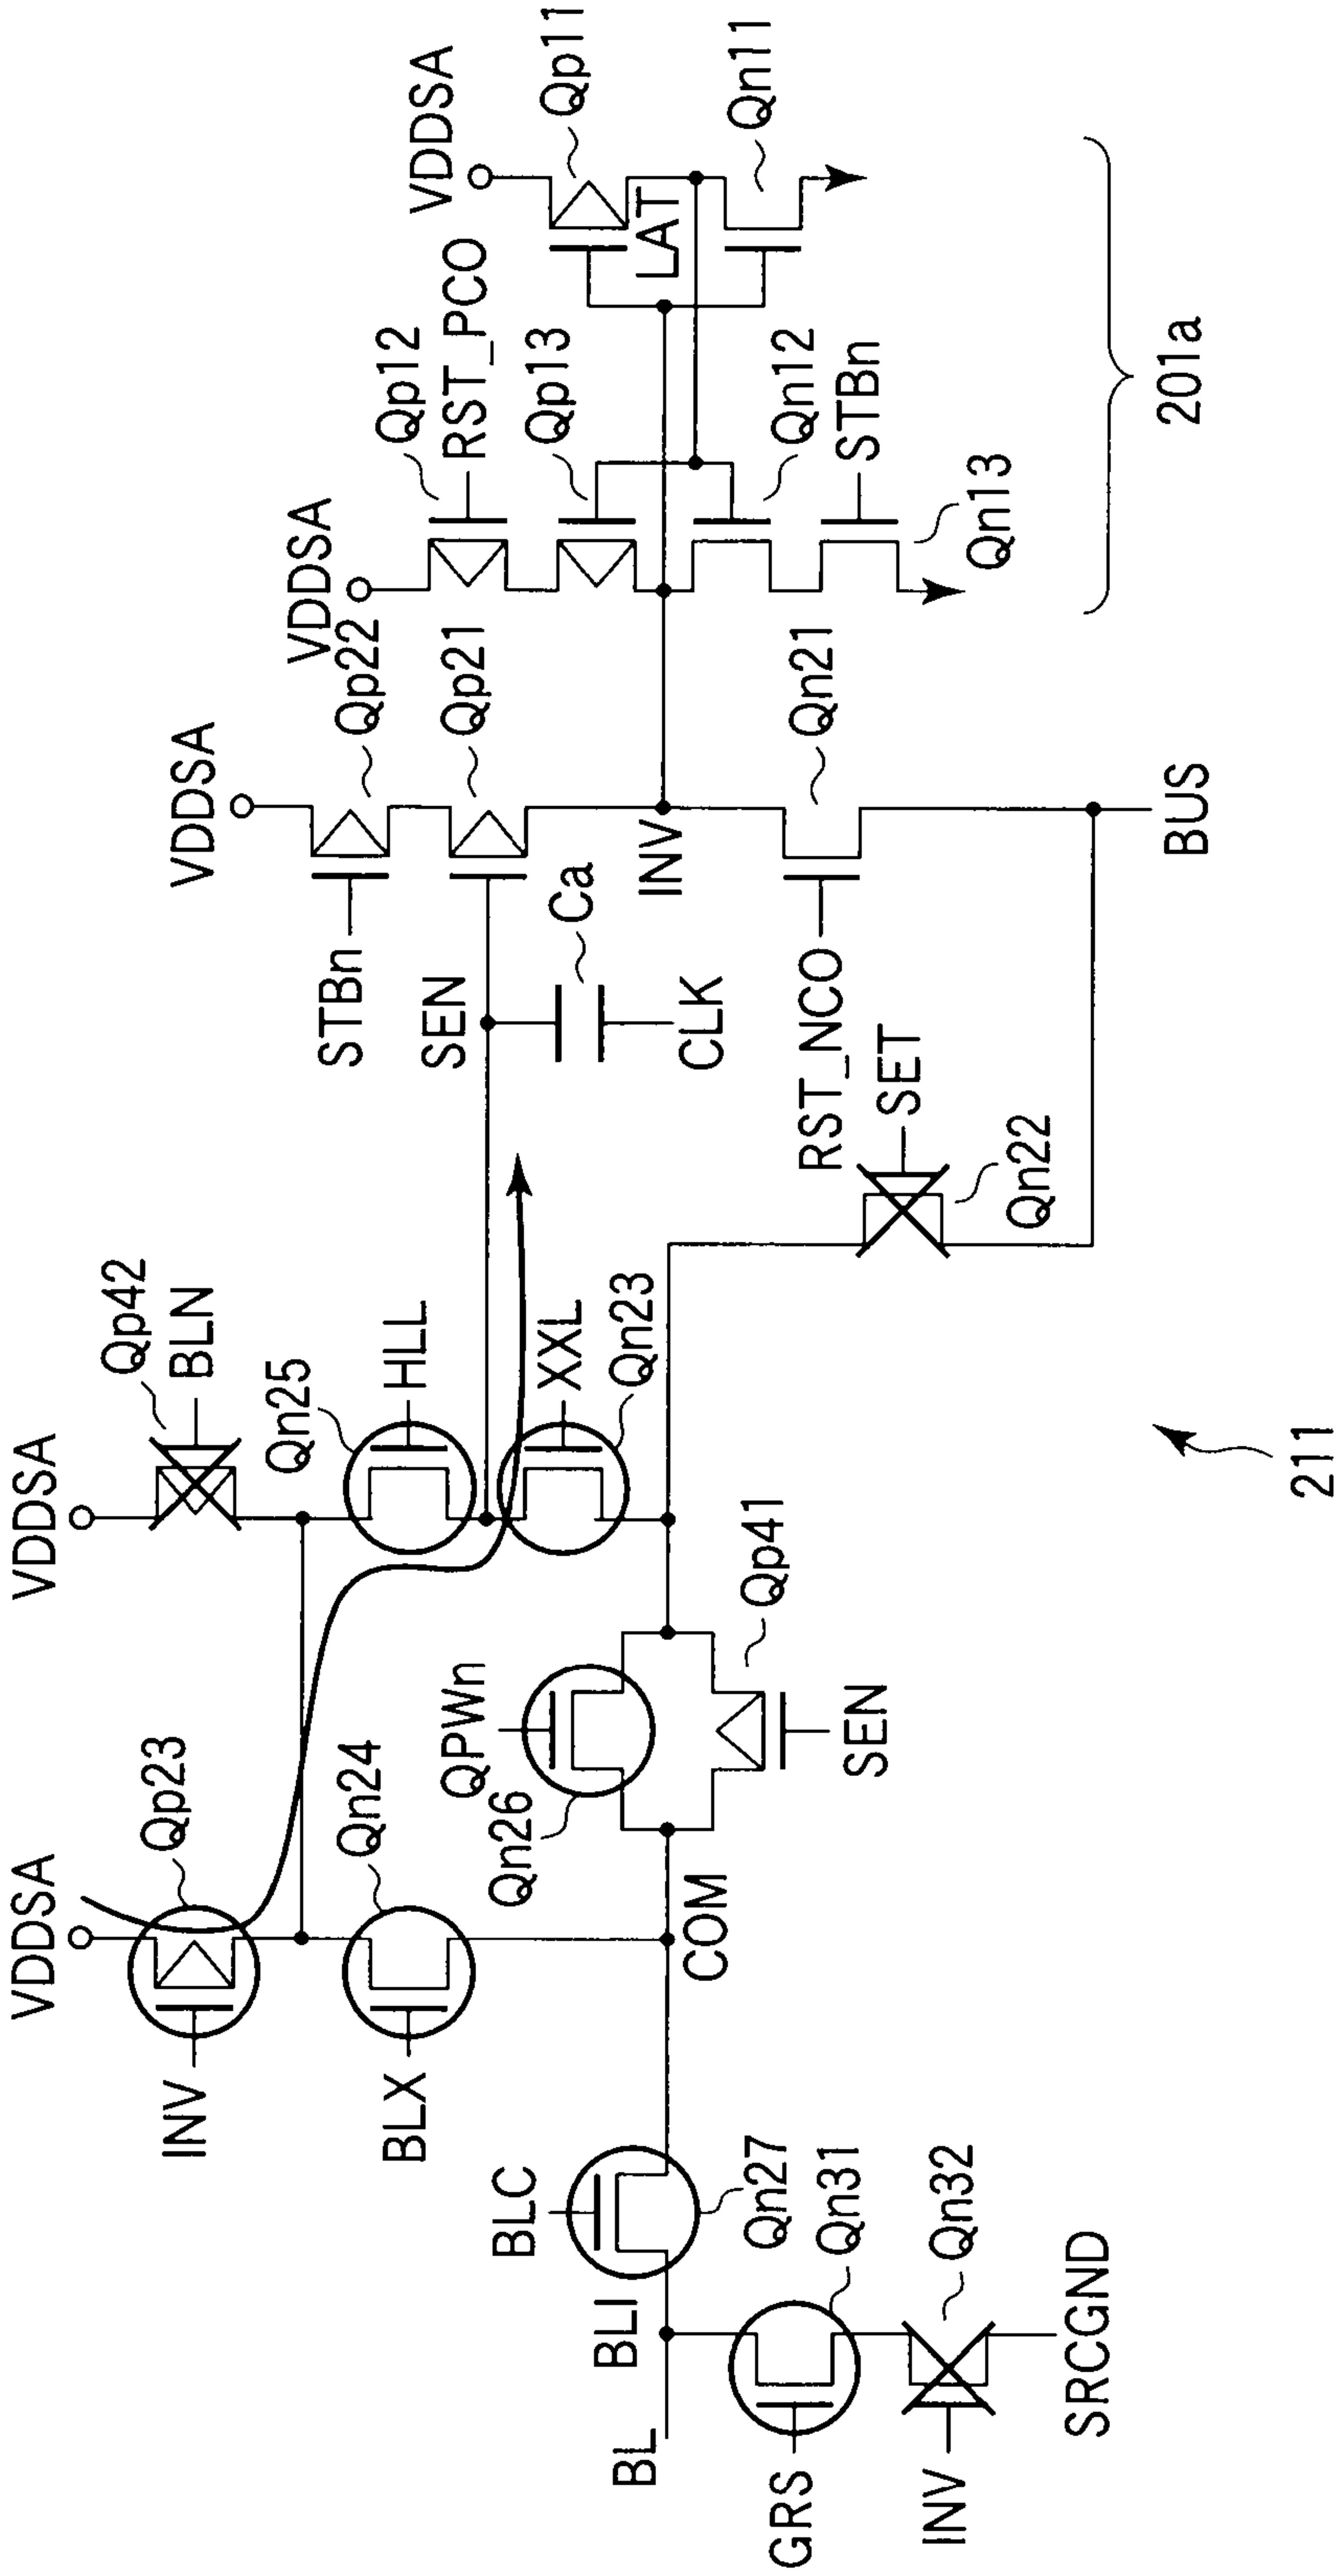 VDDSA
Qp23
INV
Qn24
BLX
VDDSA
Qp42
BLN
Qn25
HLL
XXL
Qn23
QPWn
Qn26
Qp41
SEN
COM
BLC
Qn27
BLI
BL
Qn31
GRS
Qn32
INV
SRCGND
VDDSA
Qp22
STBn
Qp21
SEN
Ca
CLK
INV
Qn21
RST_NCO
SET
Qn22
BUS
VDDSA
Qp12
RST_PCO
Qp13
Qn12
STBn
Qn13
VDDSA
Qp11
LAT
Qn11
201a
211